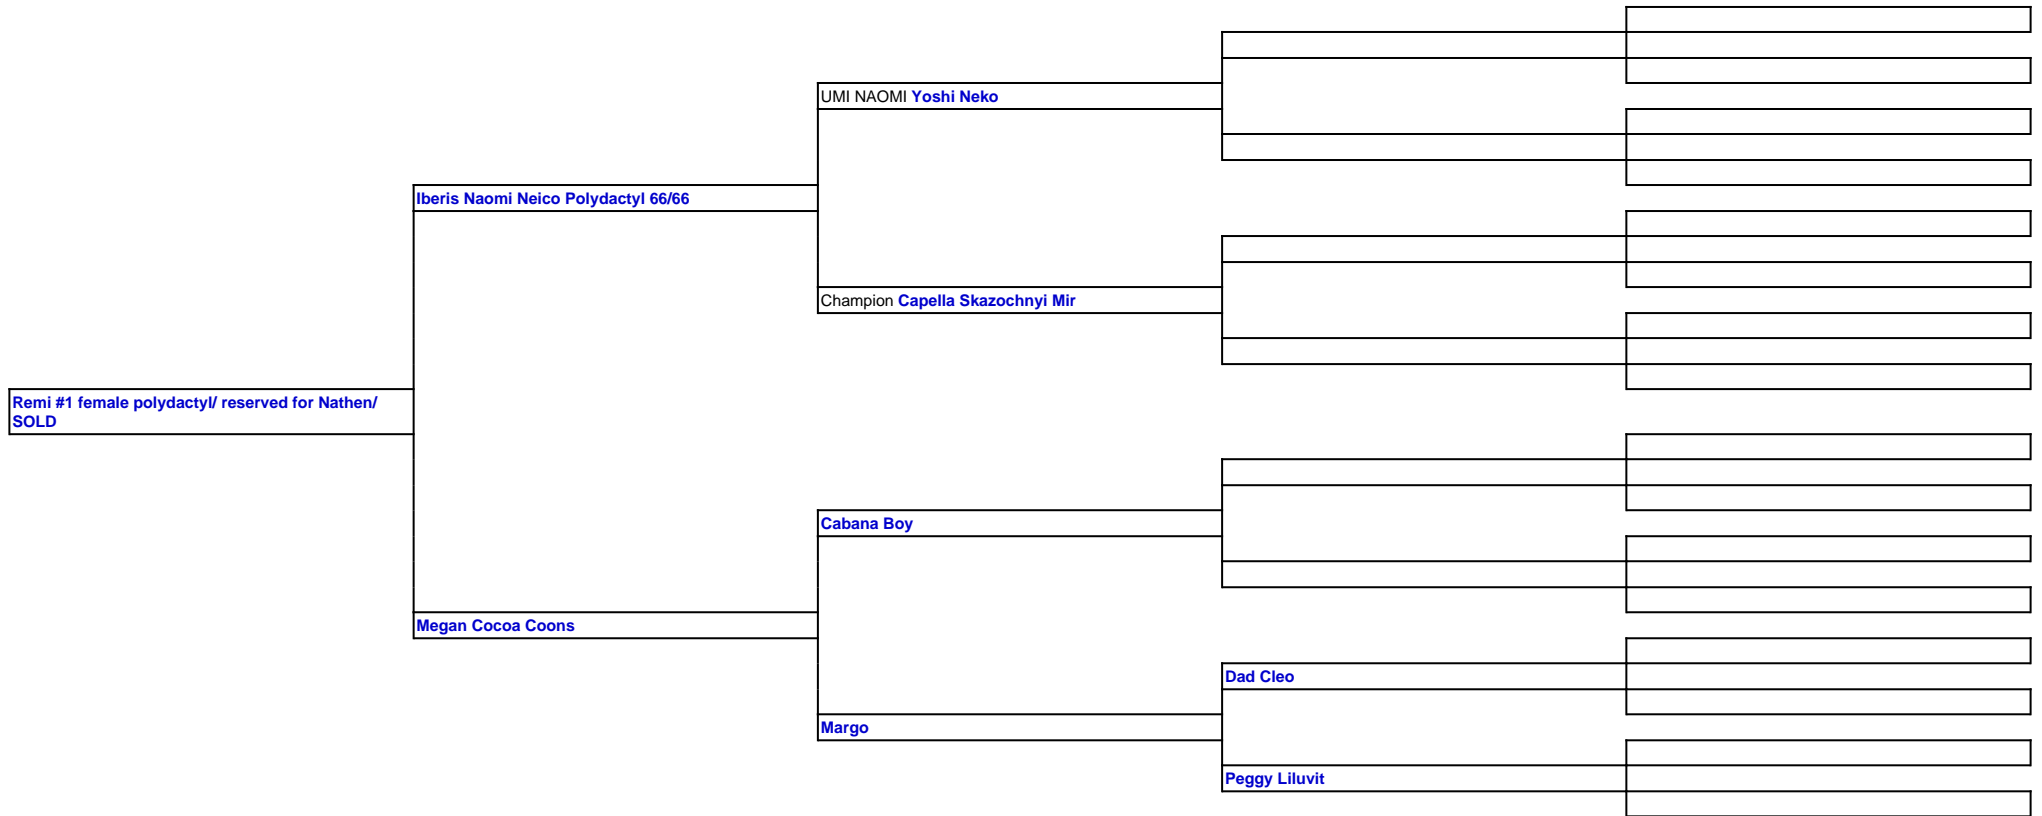 UMI NAOMI Yoshi Neko
Iberis Naomi Neico Polydactyl 66/66
Champion Capella Skazochnyi Mir
Remi #1 female polydactyl/ reserved for Nathen/
SOLD
Cabana Boy
Megan Cocoa Coons
Dad Cleo
Margo
Peggy Liluvit